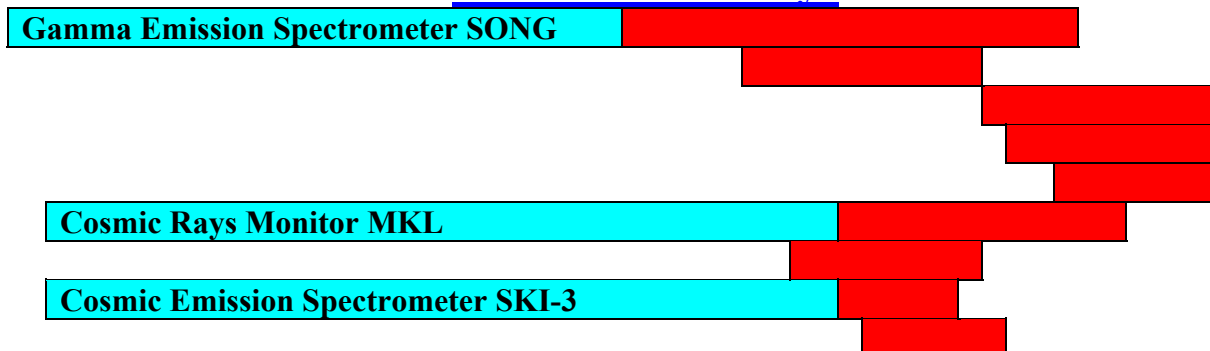 Gamma Emission Spectrometer SONG
Cosmic Rays Monitor MKL
Cosmic Emission Spectrometer SKI-3